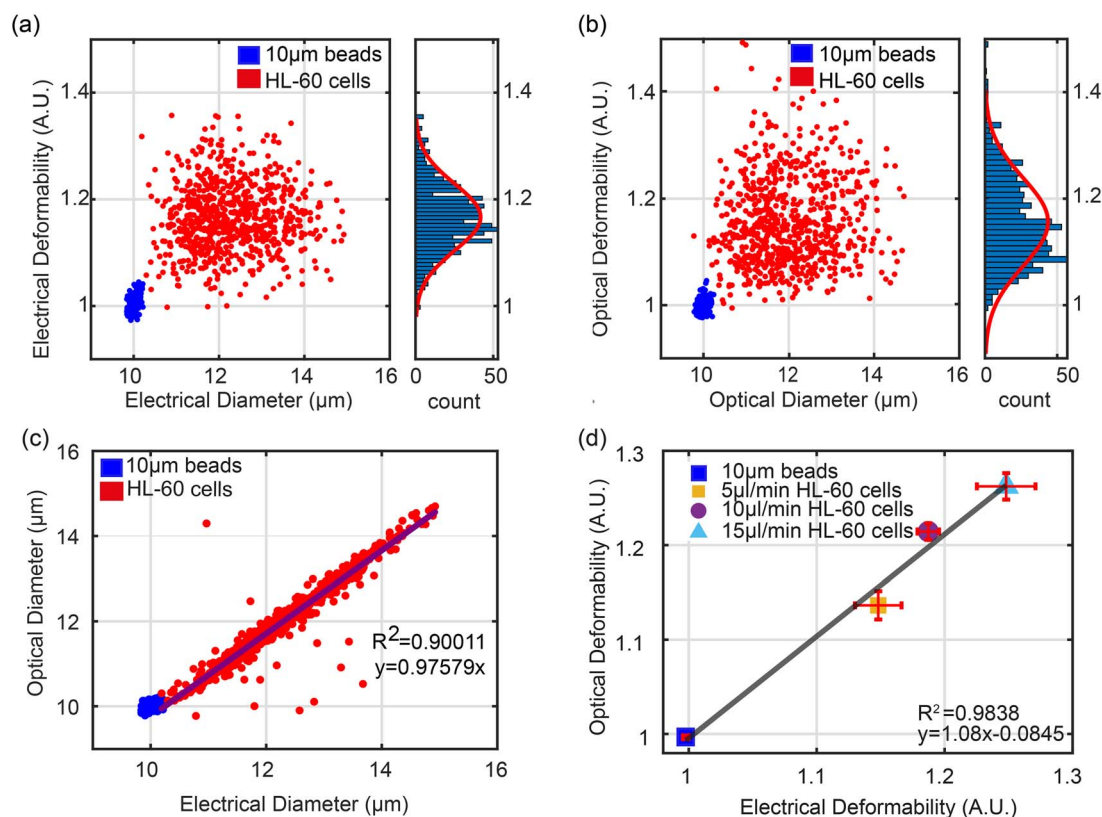 (a)
10μm beads
HL-60 cells
Electrical Deformability (A.U.)
1.4
1.2
1
10 12 14 16
Electrical Diameter (μm)
1.4
1.2
1
0 50
count
(b)
10μm beads
HL-60 cells
Optical Deformability (A.U.)
1.4
1.2
1
10 12 14 16
Optical Diameter (μm)
1.4
1.2
1
0 50
count
(c)
10μm beads
HL-60 cells
Optical Diameter (μm)
16
14
12
10
R²=0.90011
y=0.97579x
10 12 14 16
Electrical Diameter (μm)
(d)
10μm beads
5μl/min HL-60 cells
10μl/min HL-60 cells
15μl/min HL-60 cells
Optical Deformability (A.U.)
1.3
1.2
1.1
1
R²=0.9838
y=1.08x-0.0845
1 1.1 1.2 1.3
Electrical Deformability (A.U.)